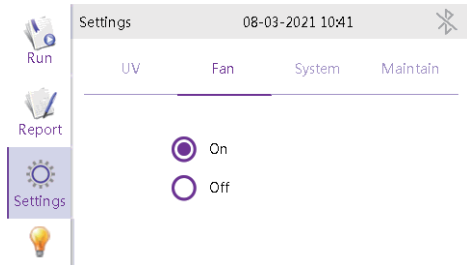 Settings 08-03-2021 10:41
Run
UV Fan System Maintain
Report
On
Settings
Off